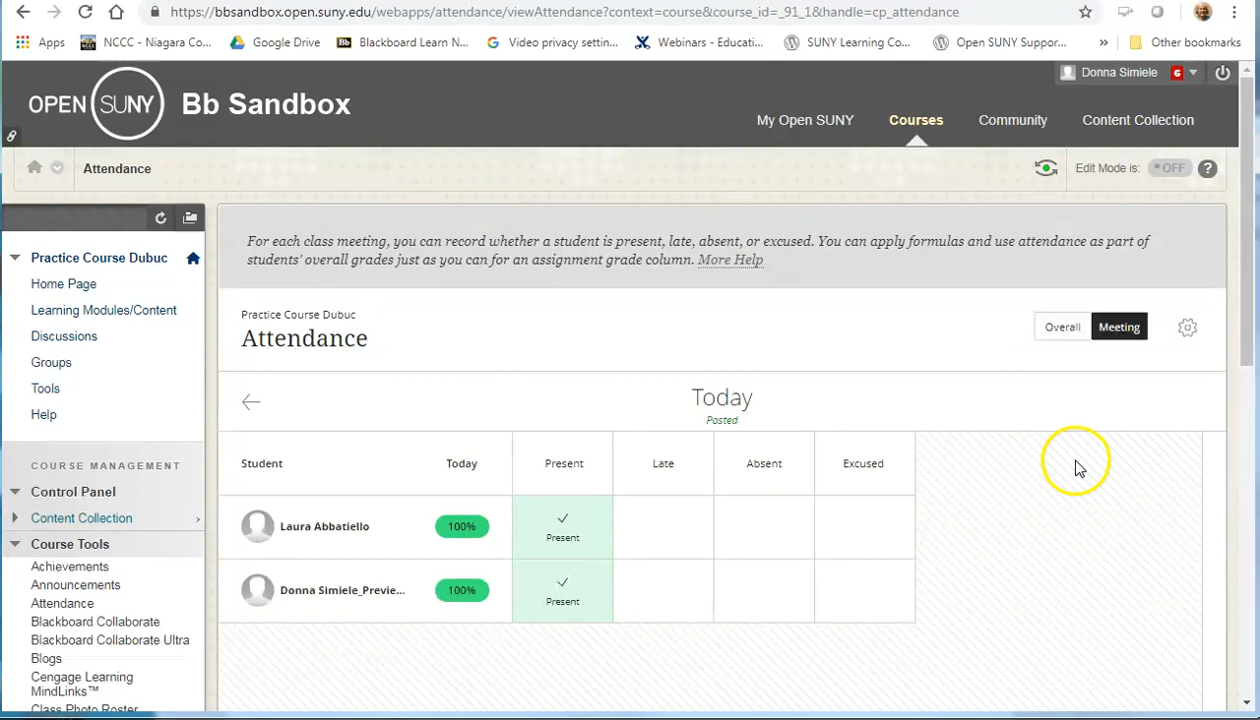 https://bbsandbox.open.suny.edu/webapps/attendance/viewAttendance?context=course&course_id=_91_1&handle=cp_attendance
Apps
NCCC - Niagara Co...
Google Drive
Bb Blackboard Learn N...
G Video privacy settin...
Webinars - Educati...
SUNY Learning Co...
Open SUNY Suppor...
»
Other bookmarks
Donna Simiele 6
OPEN SUNY Bb Sandbox
My Open SUNY
Courses
Community
Content Collection
Attendance
Edit Mode is: OFF ?
For each class meeting, you can record whether a student is present, late, absent, or excused. You can apply formulas and use attendance as part of
students' overall grades just as you can for an assignment grade column. More Help
Practice Course Dubuc
Home Page
Learning Modules/Content
Discussions
Groups
Tools
Help
COURSE MANAGEMENT
Control Panel
Content Collection
Course Tools
Achievements
Announcements
Attendance
Blackboard Collaborate
Blackboard Collaborate Ultra
Blogs
Cengage Learning
MindLinks™
Class Photo Roster
Practice Course Dubuc
Attendance
Overall Meeting
Today
Posted
Student Today Present Late Absent Excused
Laura Abbatiello 100% Present
Donna Simiele_Previe... 100% Present